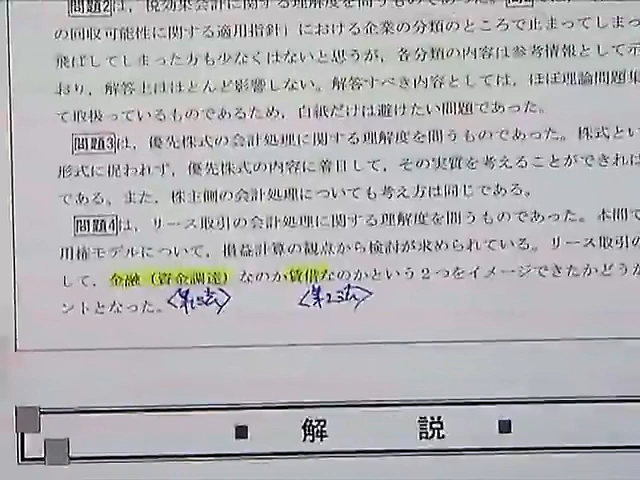 問題2は、税効果会計に関する理解度を問うものであった。
の回収可能性に関する適用指針」における企業の分類のところで止まってしまっ
飛ばしてしまった方も少なくはないと思うが、各分類の内容は参考情報として示
おり、解答上はほとんど影響しない。解答すべき内容としては、ほぼ理論問題集
て取扱っているものであるため、白紙だけは避けたい問題であった。
問題3は、優先株式の会計処理に関する理解度を問うものであった。株式とい
形式に捉われず、優先株式の内容に着目して、その実質を考えることができれば
である。また、株主側の会計処理についても考え方は同じである。
問題4は、リース取引の会計処理に関する理解度を問うものであった。本問で
用権モデルについて、損益計算の観点から検討が求められている。リース取引の
して、金融(資金調達)なのか賃借なのかという2つをイメージできたかどうか
ントとなった。
■ 解 説 ■